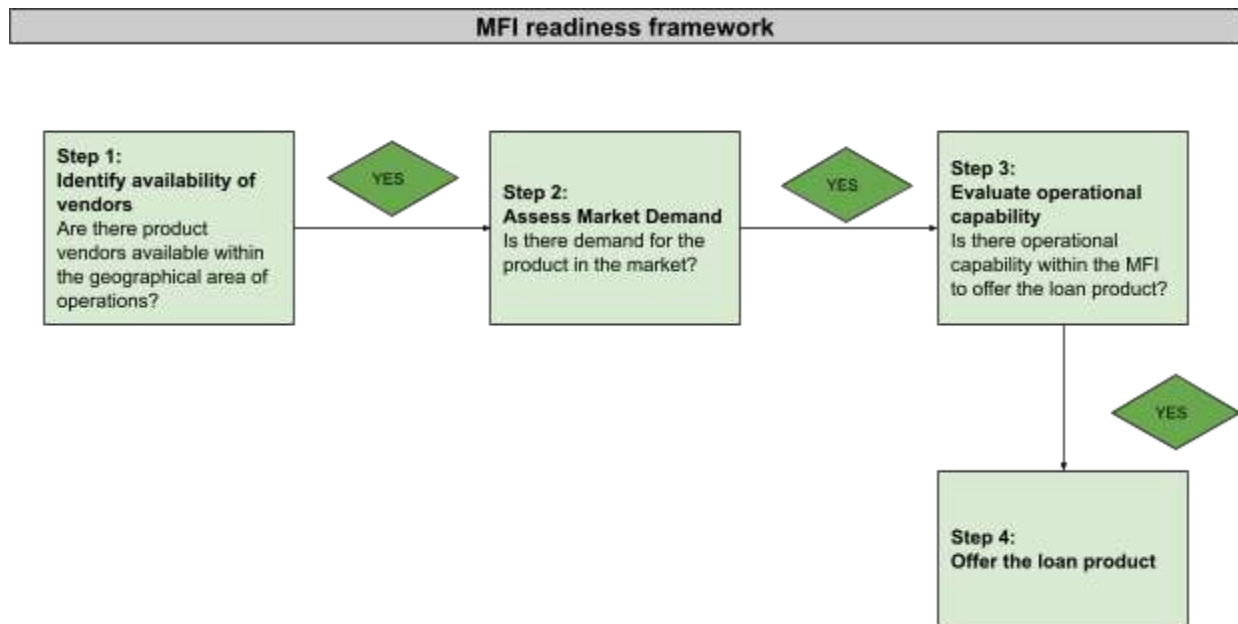 MFI readiness framework
Step 1:
Identify availability of
vendors
Are there product
vendors available within
the geographical area of
operations?
YES
Step 2:
Assess Market Demand
Is there demand for the
product in the market?
YES
Step 3:
Evaluate operational
capability
Is there operational
capability within the MFI
to offer the loan product?
YES
Step 4:
Offer the loan product